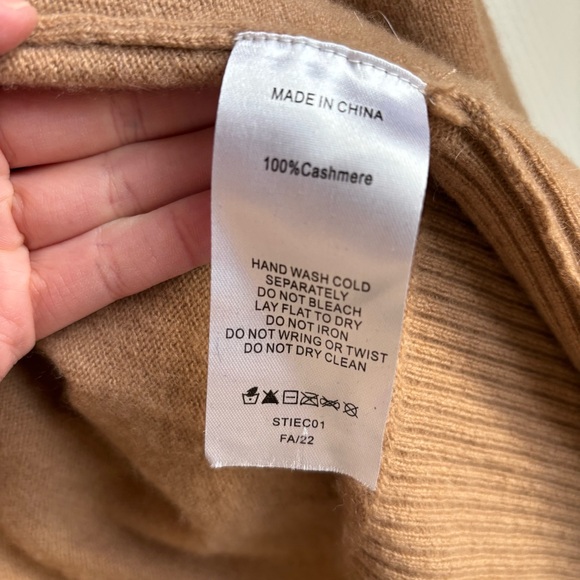 MADE IN CHINA
100%Cashmere
HAND WASH COLD
SEPARATELY
DO NOT BLEACH
LAY FLAT TO DRY
DO NOT IRON
DO NOT WRING OR TWIST
DO NOT DRY CLEAN
STIEC01
FA/22